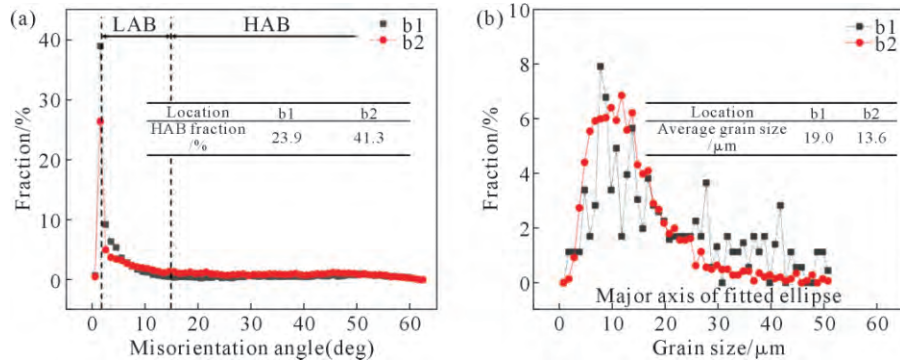 (a)
LAB
HAB
b1
b2
40
30
20
10
0
Fraction/%
Location b1 b2
HAB fraction
/% 23.9 41.3
0 10 20 30 40 50 60
Misorientation angle(deg)
(b)
b1
b2
10
8
6
4
2
0
Fraction/%
Location b1 b2
Average grain size
/μm 19.0 13.6
Major axis of fitted ellipse
0 10 20 30 40 50 60
Grain size/μm